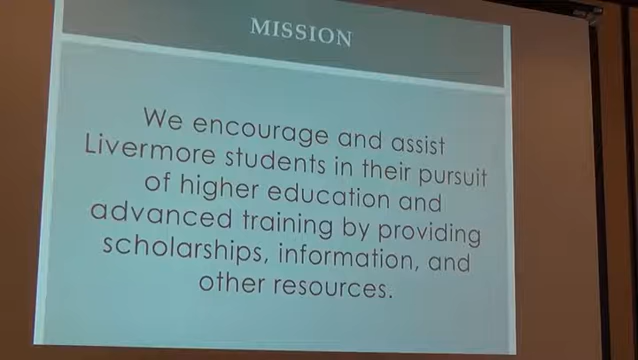 MISSION
We encourage and assist
Livermore students in their pursuit
of higher education and
advanced training by providing
scholarships, information, and
other resources.